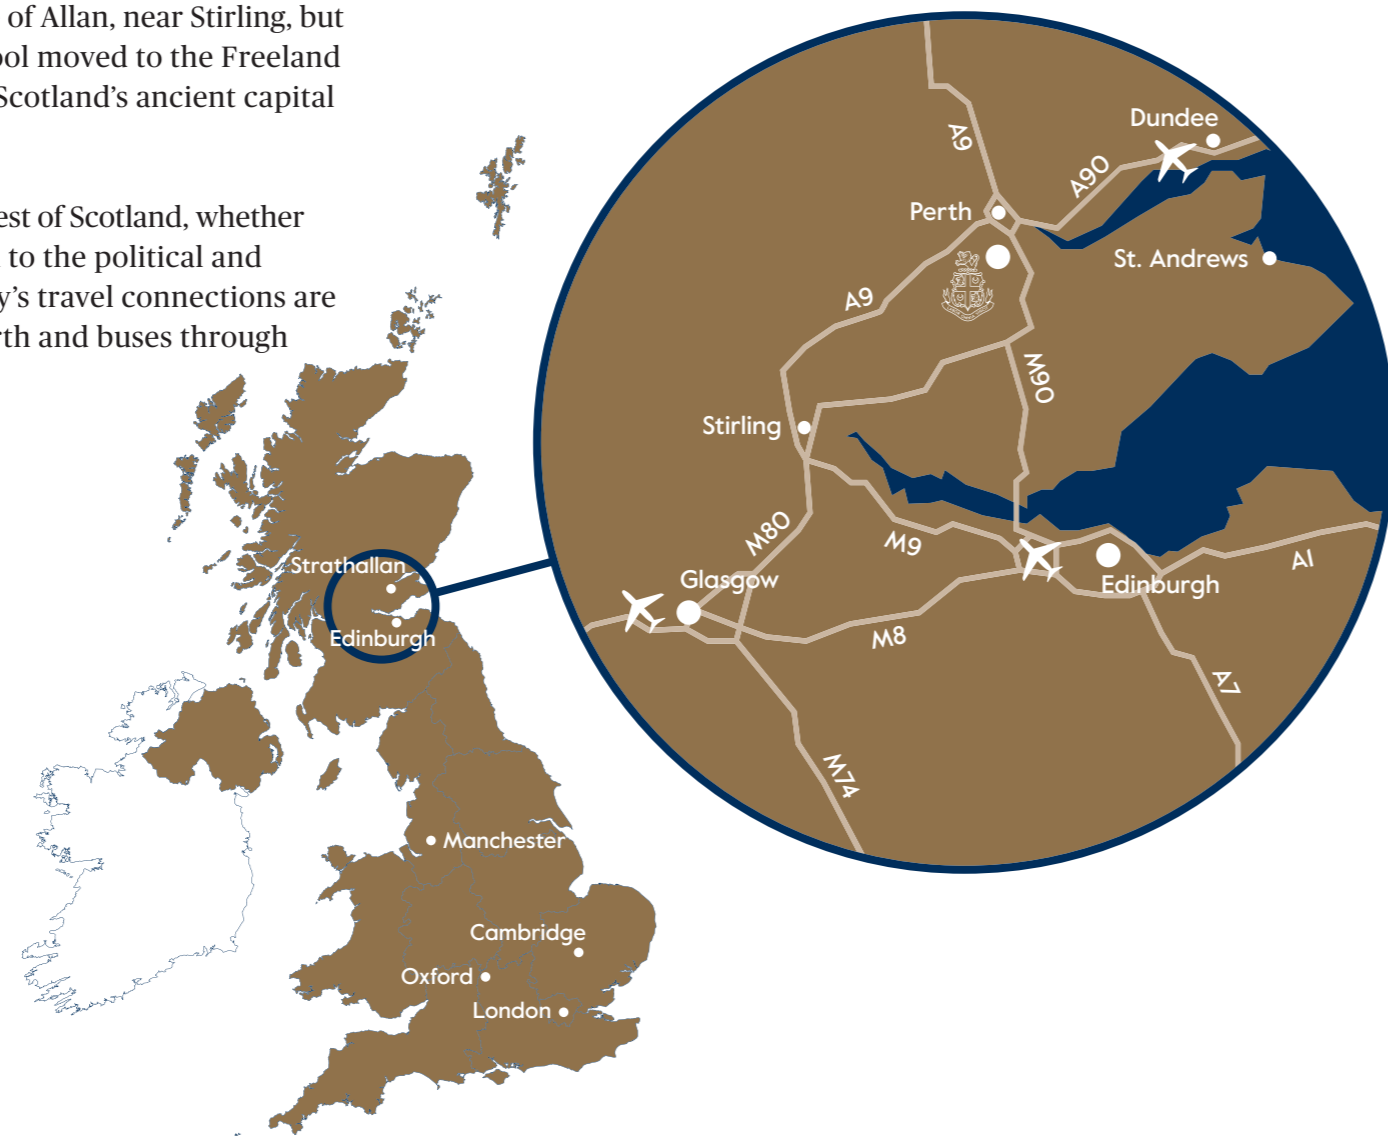 of Allan, near Stirling, but
ool moved to the Freeland
Scotland’s ancient capital
est of Scotland, whether
to the political and
y’s travel connections are
rth and buses through
A9
Dundee
A90
Perth
St. Andrews
A9
M90
Stirling
M80
M9
A1
Glasgow
Edinburgh
M8
A7
M74
Strathallan
Edinburgh
Manchester
Cambridge
Oxford
London